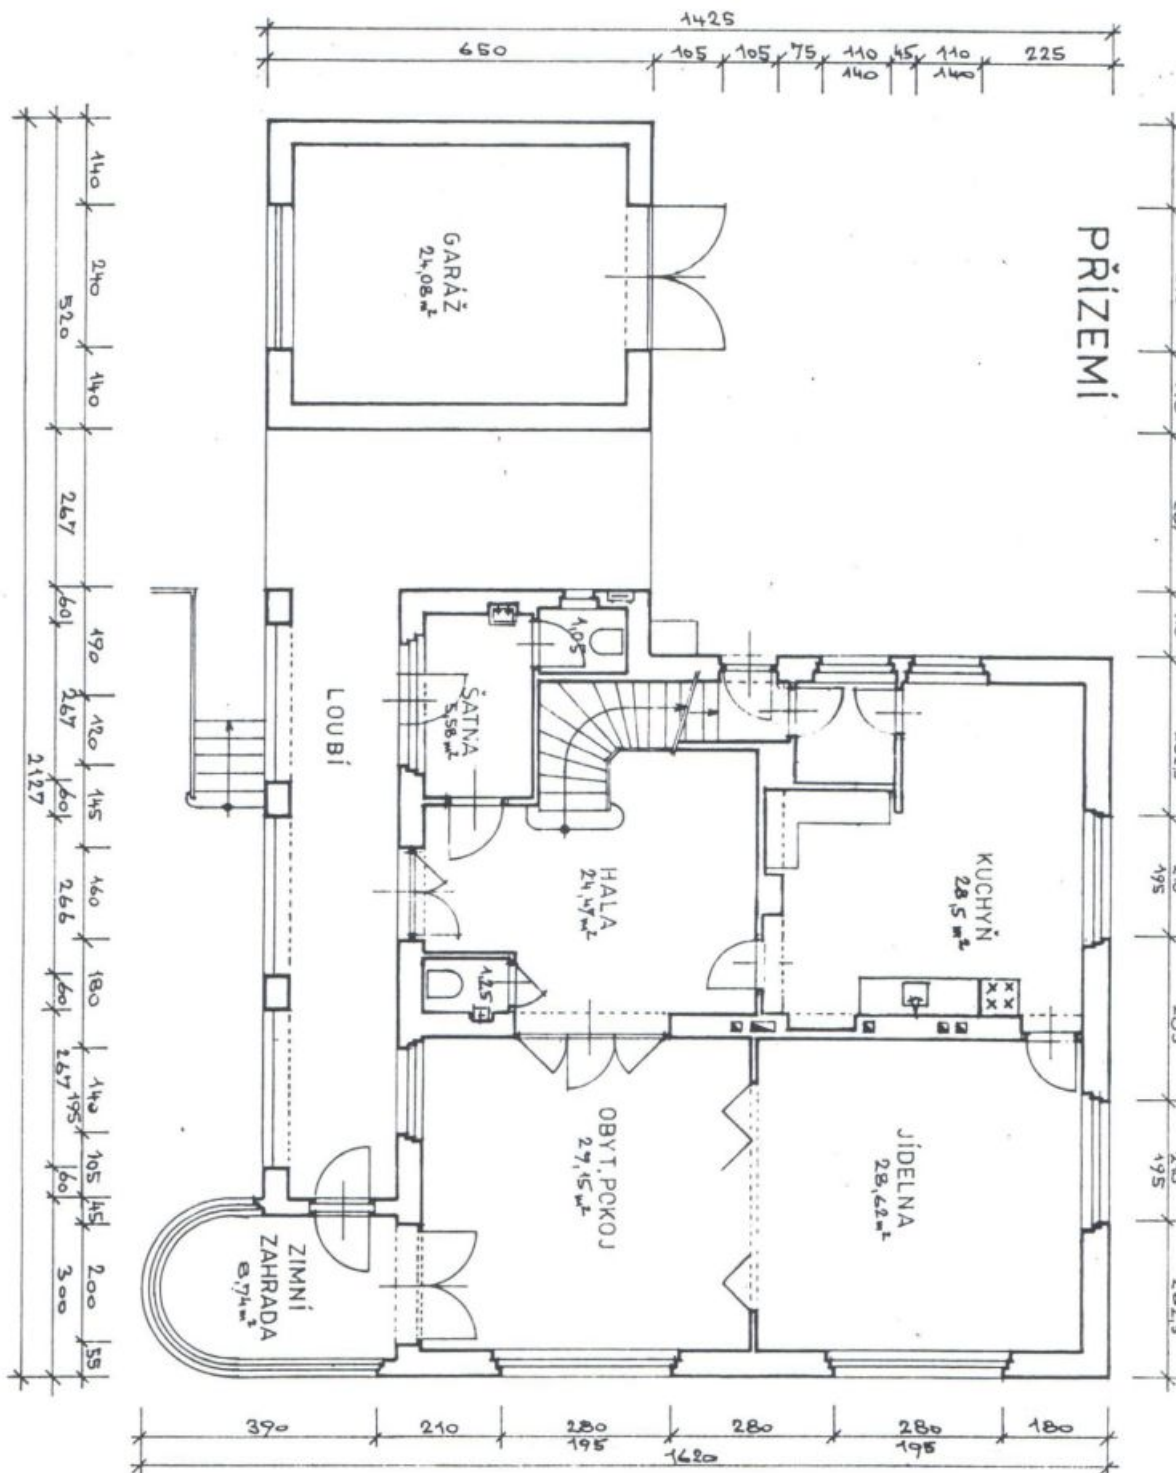 1425
650 105 105 75 110 45 110 225
140 140
PŘÍZEMÍ
GARÁŽ
24,08 m²
LOUBÍ
ŠATNA
5,58 m²
1,05
HALA
24,47 m²
KUCHYŇ
28,5 m²
1,25
OBYT. POKOJ
29,15 m²
JÍDELNA
28,62 m²
ZIMNÍ
ZAHRADA
8,74 m²
140 240 140 190 120 145 160 180 140 105 45 200 55
195
520 267 60 267 60 266 60 267 60 300
2127
195
195
390 210 280 280 280 180
195 195
1620